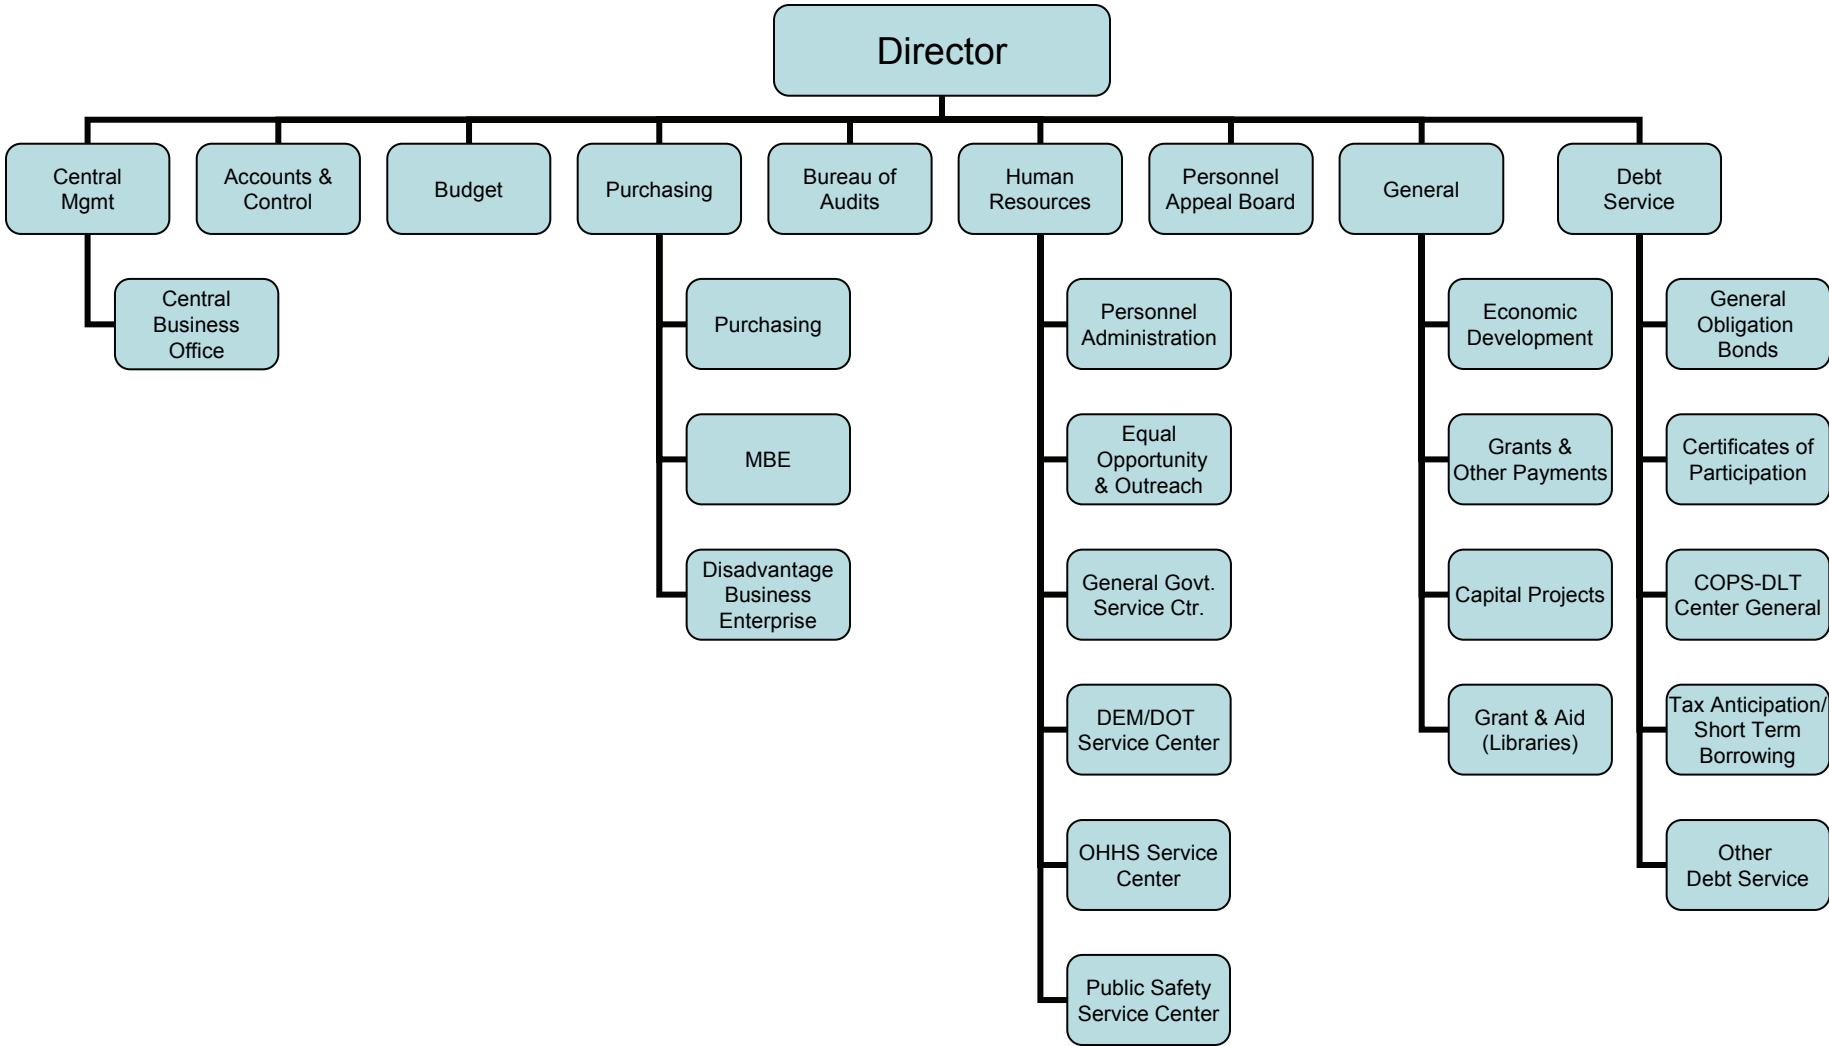 Director
Central
Mgmt
Accounts &
Control
Budget
Purchasing
Bureau of
Audits
Human
Resources
Personnel
Appeal Board
General
Debt
Service
Central
Business
Office
Purchasing
MBE
Disadvantage
Business
Enterprise
Personnel
Administration
Equal
Opportunity
& Outreach
General Govt.
Service Ctr.
DEM/DOT
Service Center
OHHS Service
Center
Public Safety
Service Center
Economic
Development
Grants &
Other Payments
Capital Projects
Grant & Aid
(Libraries)
General
Obligation
Bonds
Certificates of
Participation
COPS-DLT
Center General
Tax Anticipation/
Short Term
Borrowing
Other
Debt Service